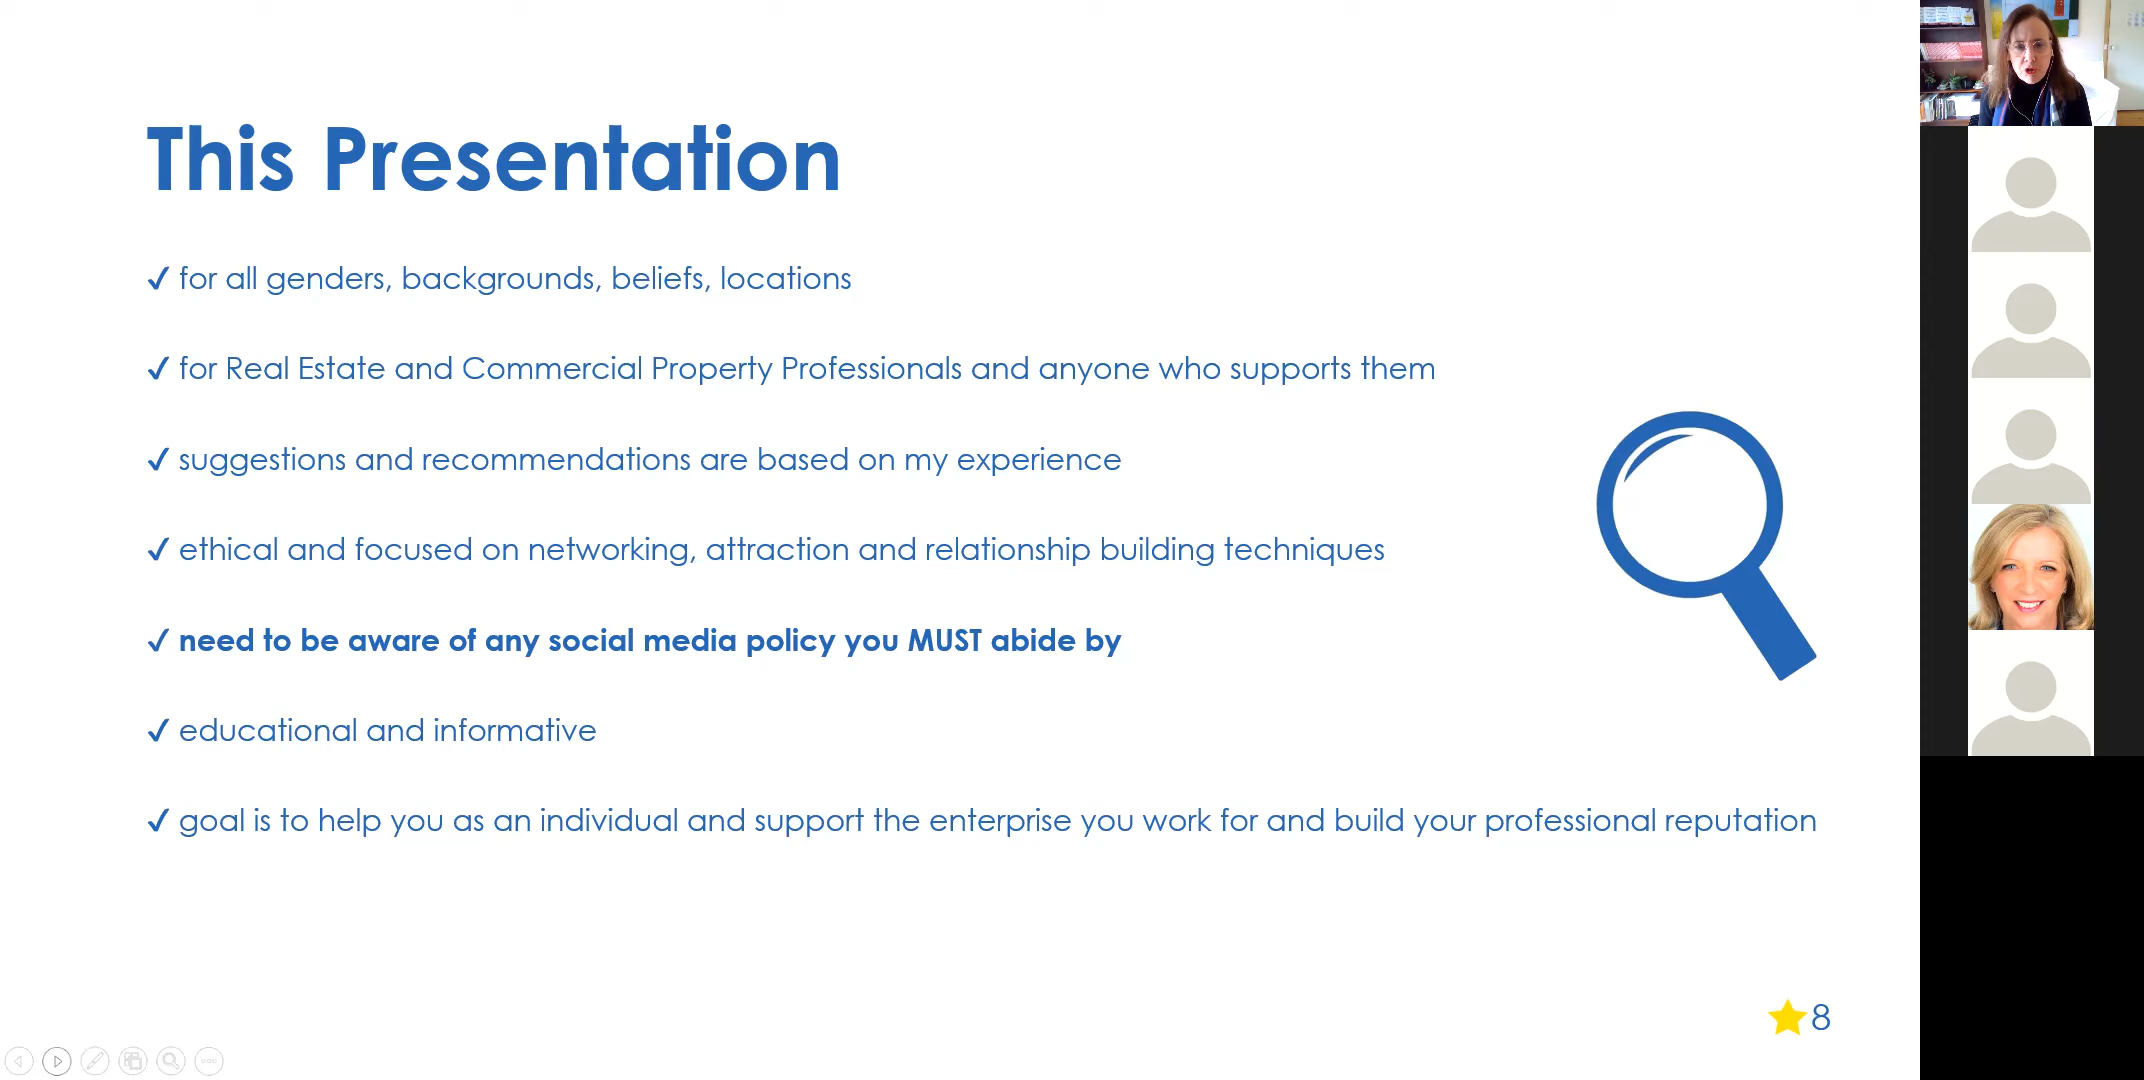 This Presentation
✓ for all genders, backgrounds, beliefs, locations
✓ for Real Estate and Commercial Property Professionals and anyone who supports them
✓ suggestions and recommendations are based on my experience
✓ ethical and focused on networking, attraction and relationship building techniques
✓ need to be aware of any social media policy you MUST abide by
✓ educational and informative
✓ goal is to help you as an individual and support the enterprise you work for and build your professional reputation
8